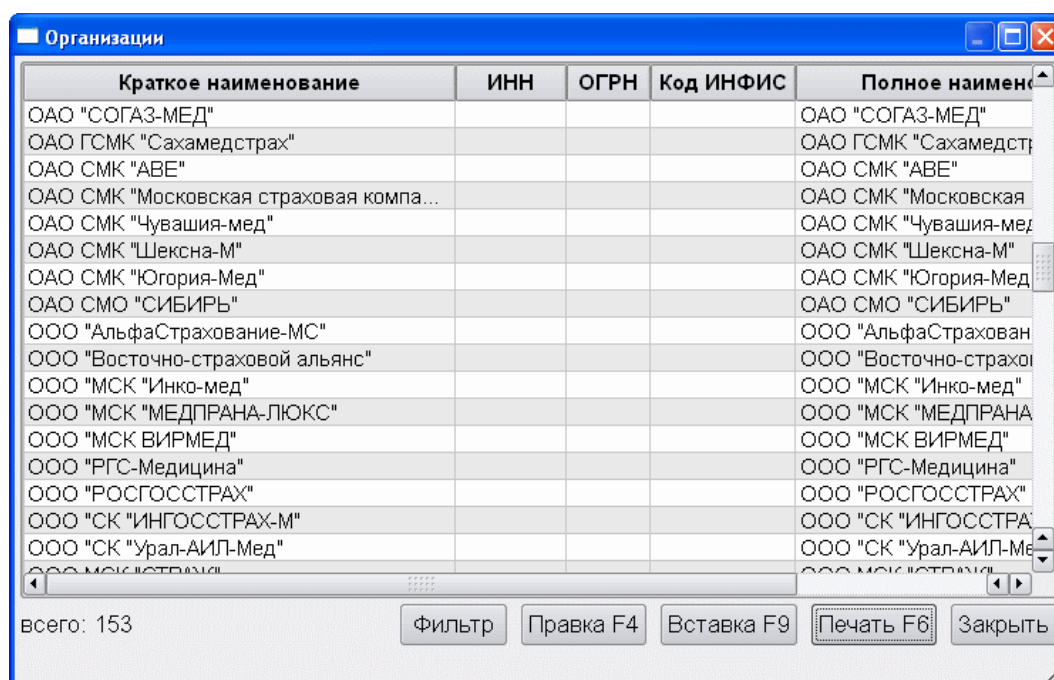 Организации
Краткое наименование ИНН ОГРН Код ИНФИС Полное наимено
ОАО "СОГАЗ-МЕД" ОАО "СОГАЗ-МЕД"
ОАО ГСМК "Сахамедстрах" ОАО ГСМК "Сахамедстр
ОАО СМК "АВЕ" ОАО СМК "АВЕ"
ОАО СМК "Московская страховая компа... ОАО СМК "Московская
ОАО СМК "Чувашия-мед" ОАО СМК "Чувашия-мед
ОАО СМК "Шексна-М" ОАО СМК "Шексна-М"
ОАО СМК "Югория-Мед" ОАО СМК "Югория-Мед
ОАО СМО "СИБИРЬ" ОАО СМО "СИБИРЬ"
ООО "АльфаСтрахование-МС" ООО "АльфаСтрахован
ООО "Восточно-страховой альянс" ООО "Восточно-страхов
ООО "МСК "Инко-мед" ООО "МСК "Инко-мед"
ООО "МСК "МЕДПРАНА-ЛЮКС" ООО "МСК "МЕДПРАНА
ООО "МСК ВИРМЕД" ООО "МСК ВИРМЕД"
ООО "РГС-Медицина" ООО "РГС-Медицина"
ООО "РОСГОССТРАХ" ООО "РОСГОССТРАХ"
ООО "СК "ИНГОССТРАХ-М" ООО "СК "ИНГОССТРА
ООО "СК "Урал-АИЛ-Мед" ООО "СК "Урал-АИЛ-Ме
всего: 153 Фильтр Правка F4 Вставка F9 Печать F6 Закрыть